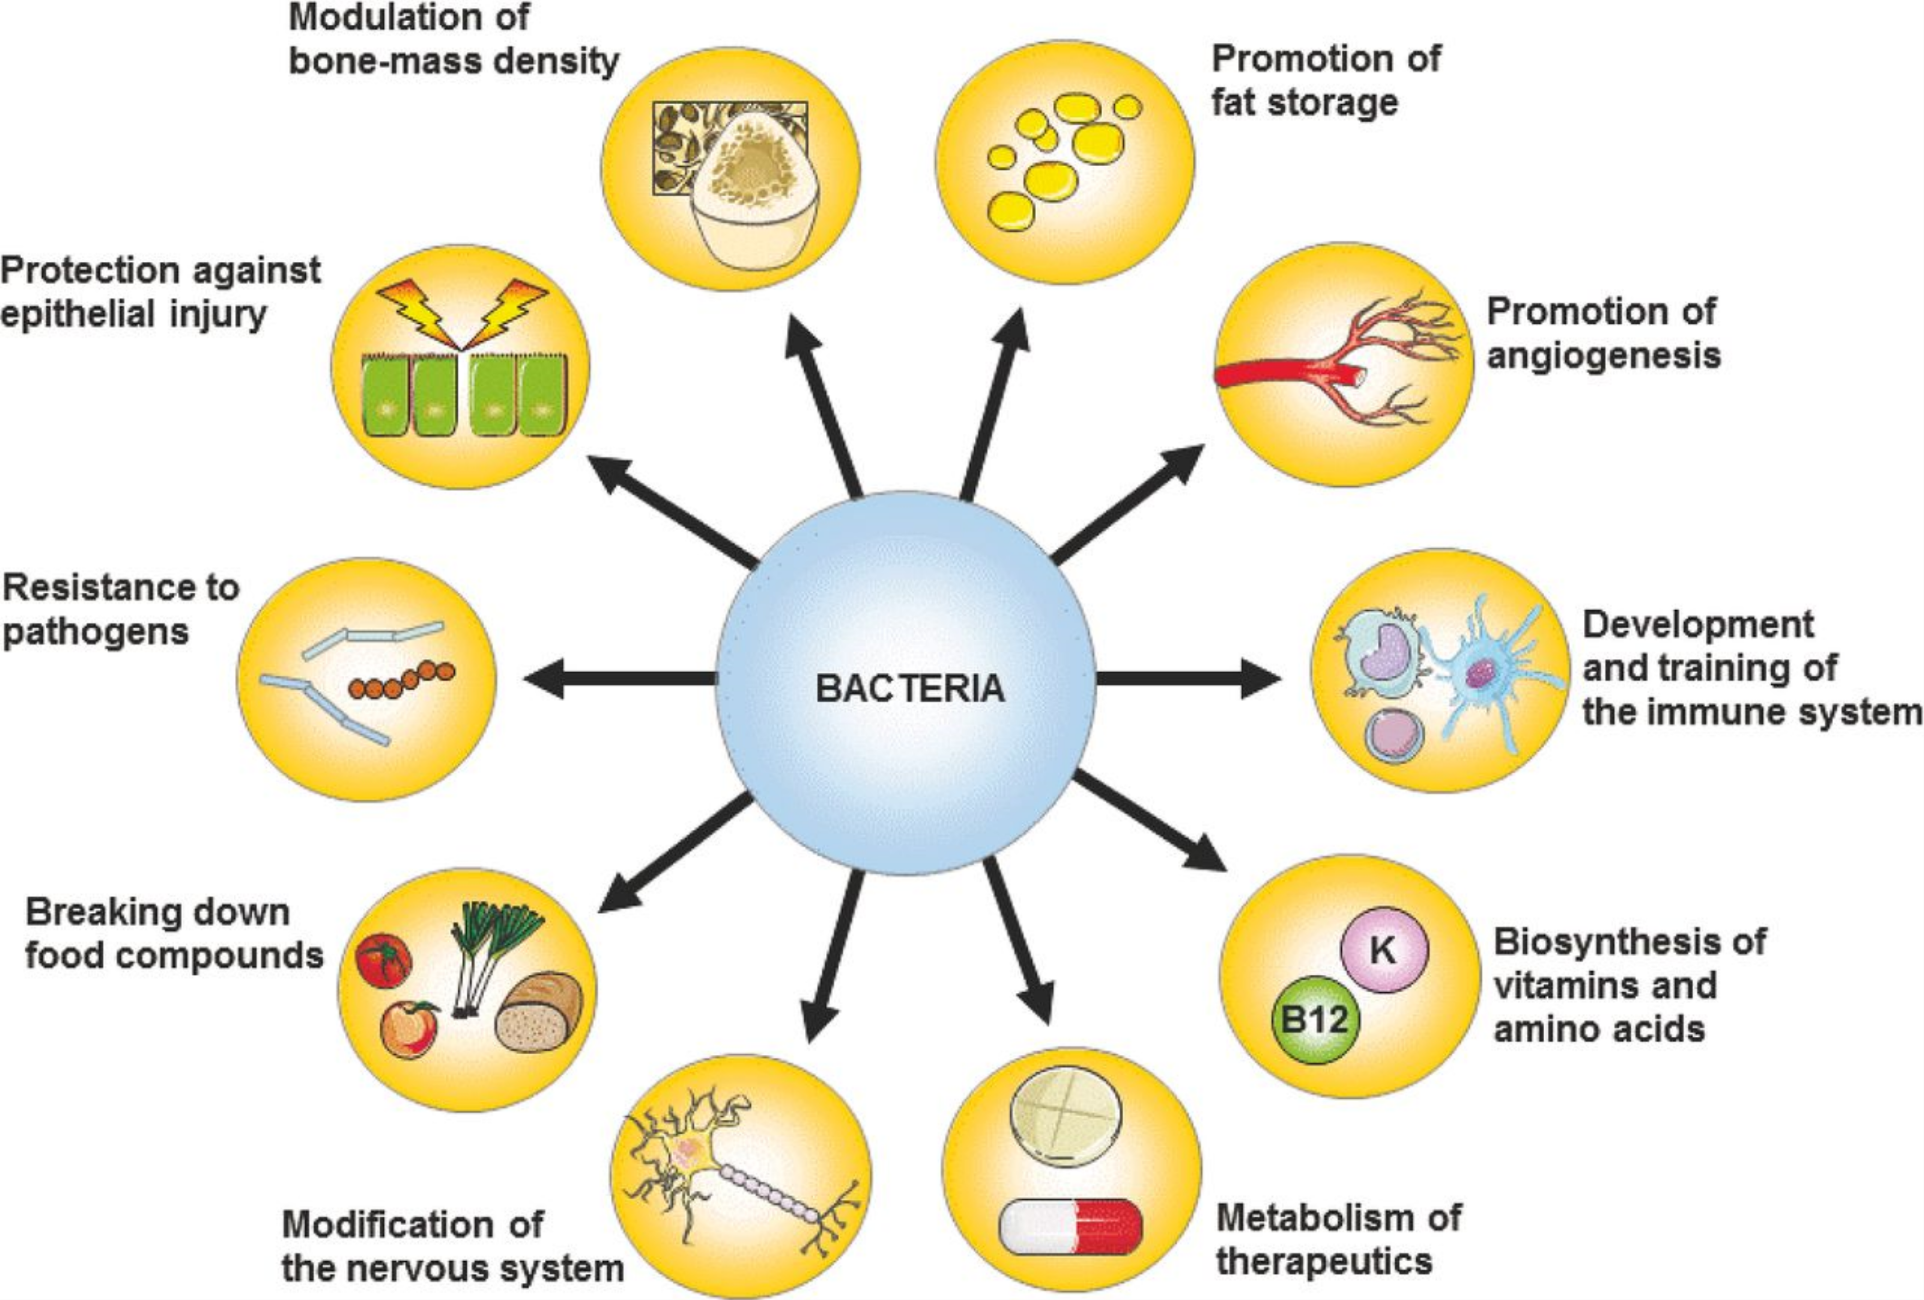 Modulation of
bone-mass density
Promotion of
fat storage
Protection against
epithelial injury
Promotion of
angiogenesis
Resistance to
pathogens
BACTERIA
Development
and training of
the immune system
Breaking down
food compounds
K
B12
Biosynthesis of
vitamins and
amino acids
Modification of
the nervous system
Metabolism of
therapeutics